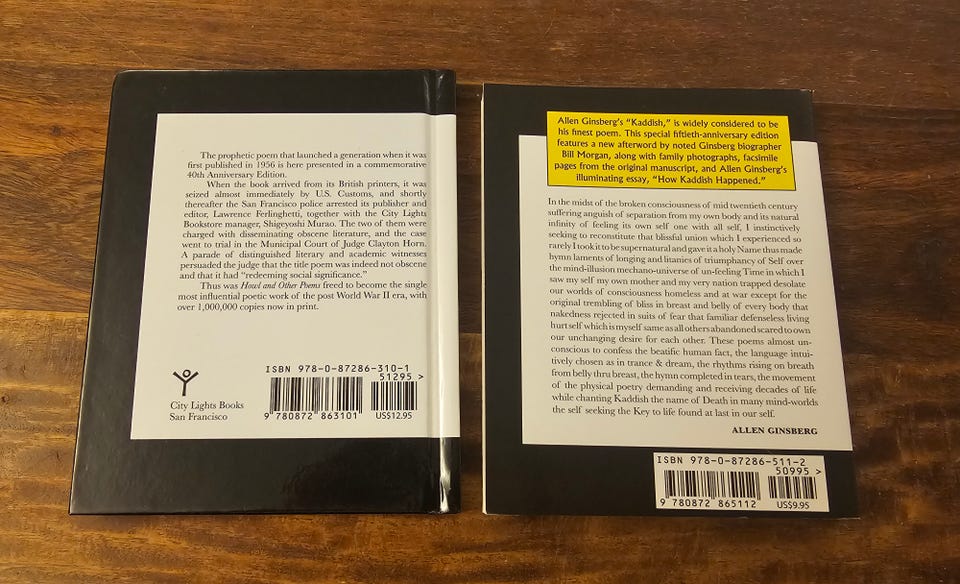 The prophetic poem that launched a generation when it was
first published in 1956 is here presented in a commemorative
40th Anniversary Edition.
When the book arrived from its British printers, it was
seized almost immediately by U.S. Customs, and shortly
thereafter the San Francisco police arrested its publisher and
editor, Lawrence Ferlinghetti, together with the City Lights
Bookstore manager, Shigeyoshi Murao. The two of them were
charged with disseminating obscene literature, and the case
went to trial in the Municipal Court of Judge Clayton Horn.
A parade of distinguished literary and academic witnesses
persuaded the judge that the title poem was indeed not obscene
and that it had “redeeming social significance.”
Thus was Howl and Other Poems freed to become the single
most influential poetic work of the post World War II era, with
over 1,000,000 copies now in print.
City Lights Books
San Francisco
ISBN 978-0-87286-310-1
51295 >
9 780872 863101
US$12.95
Allen Ginsberg's “Kaddish,” is widely considered to be
his finest poem. This special fiftieth-anniversary edition
features a new afterword by noted Ginsberg biographer
Bill Morgan, along with family photographs, facsimile
pages from the original manuscript, and Allen Ginsberg's
illuminating essay, “How Kaddish Happened.”
In the midst of the broken consciousness of mid twentieth century
suffering anguish of separation from my own body and its natural
infinity of feeling its own self one with all self, I instinctively
seeking to reconstitute that blissful union which I experienced so
rarely I took it to be supernatural and gave it a holy Name thus made
hymn laments of longing and litanies of triumphancy of Self over
the mind-illusion mechano-universe of un-feeling Time in which I
saw my self my own mother and my very nation trapped desolate
our worlds of consciousness homeless and at war except for the
original trembling of bliss in breast and belly of every body that
nakedness rejected in suits of fear that familiar defenseless living
hurt self which is myself same as all others abandoned scared to own
our unchanging desire for each other. These poems almost un-
conscious to confess the beatific human fact, the language intui-
tively chosen as in trance & dream, the rhythms rising on breath
from belly thru breast, the hymn completed in tears, the movement
of the physical poetry demanding and receiving decades of life
while chanting Kaddish the name of Death in many mind-worlds
the self seeking the Key to life found at last in our self.
ALLEN GINSBERG
ISBN 978-0-87286-511-2
50995 >
9 780872 865112
US$9.95